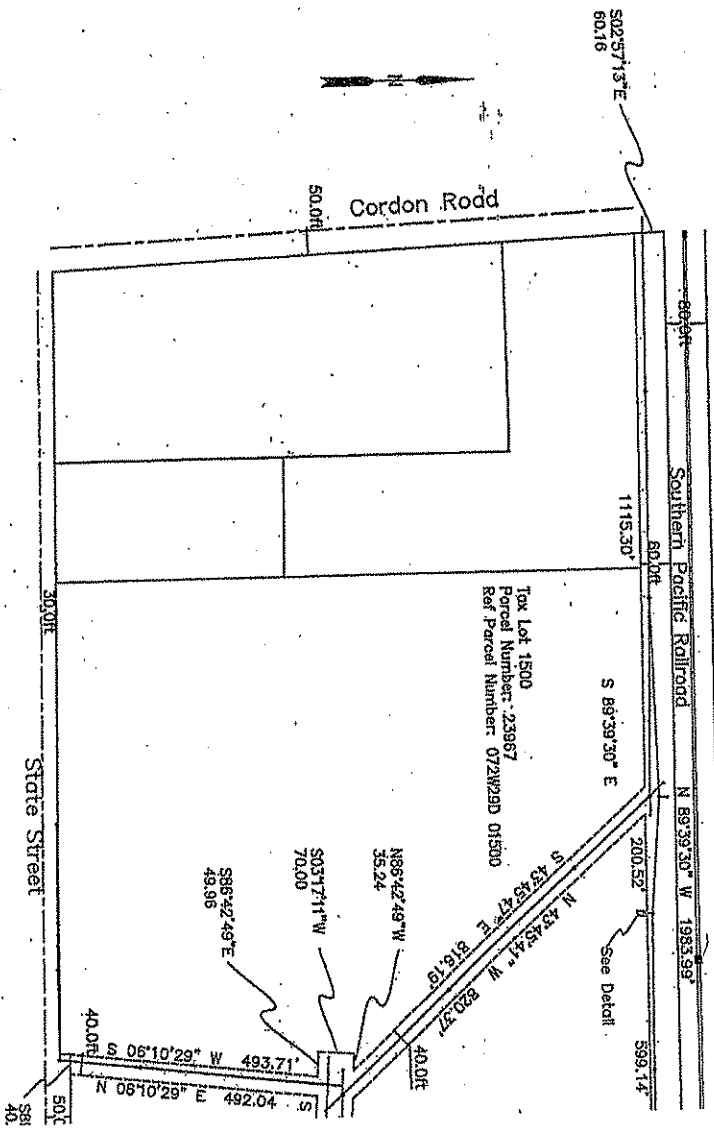 S02°57'13"E
60.16
N
Cordon Road
50.0ft
80.0ft
Southern Pacific Railroad
N 89°39'30" W 1983.99'
60.0ft
1115.30'
S 89°39'30" E
200.52'
See Detail
599.14'
Tax Lot 1500
Parcel Number: 23967
Ref Parcel Number: 072W29D 01500
S 43°45'47" E 816.19'
N 43°45'41" W 820.37'
40.0ft
N86°42'49"W
35.24
S03°17'11"W
70.00
S86°42'49"E
49.96
S 06°10'29" W 493.71'
N 06°10'29" E 492.04
S
40.0ft
30.0ft
State Street
50.0
S8
40.